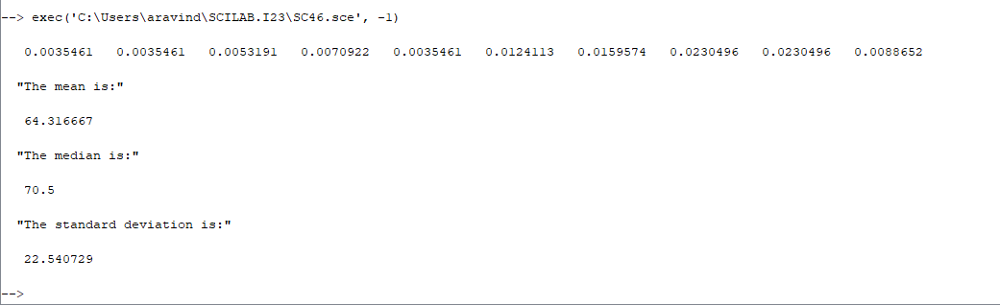 --> exec('C:\Users\aravind\SCILAB.I23\SC46.sce', -1)
0.0035461 0.0035461 0.0053191 0.0070922 0.0035461 0.0124113 0.0159574 0.0230496 0.0230496 0.0088652
"The mean is:"
64.316667
"The median is:"
70.5
"The standard deviation is:"
22.540729
-->